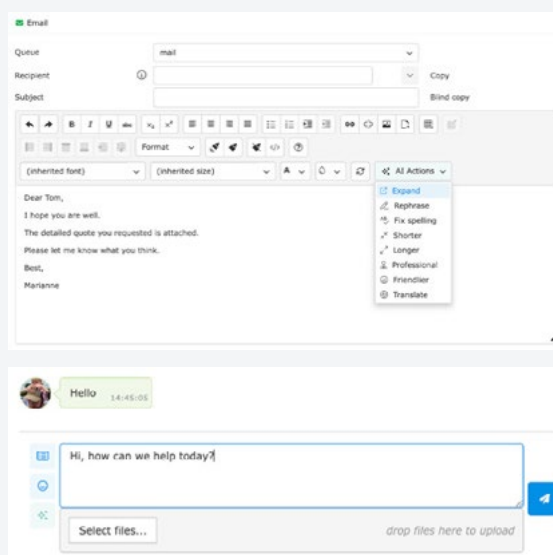 Email
Queue mail
Recipient Copy
Subject Blind copy
B I U abc x₂ x²
Format
(inherited font) (inherited size) A AI Actions
Expand
Rephrase
Fix spelling
Shorter
Longer
Professional
Friendlier
Translate
Dear Tom,
I hope you are well.
The detailed quote you requested is attached.
Please let me know what you think.
Best,
Marianne
Hello 14:45:05
Hi, how can we help today?
Select files... drop files here to upload